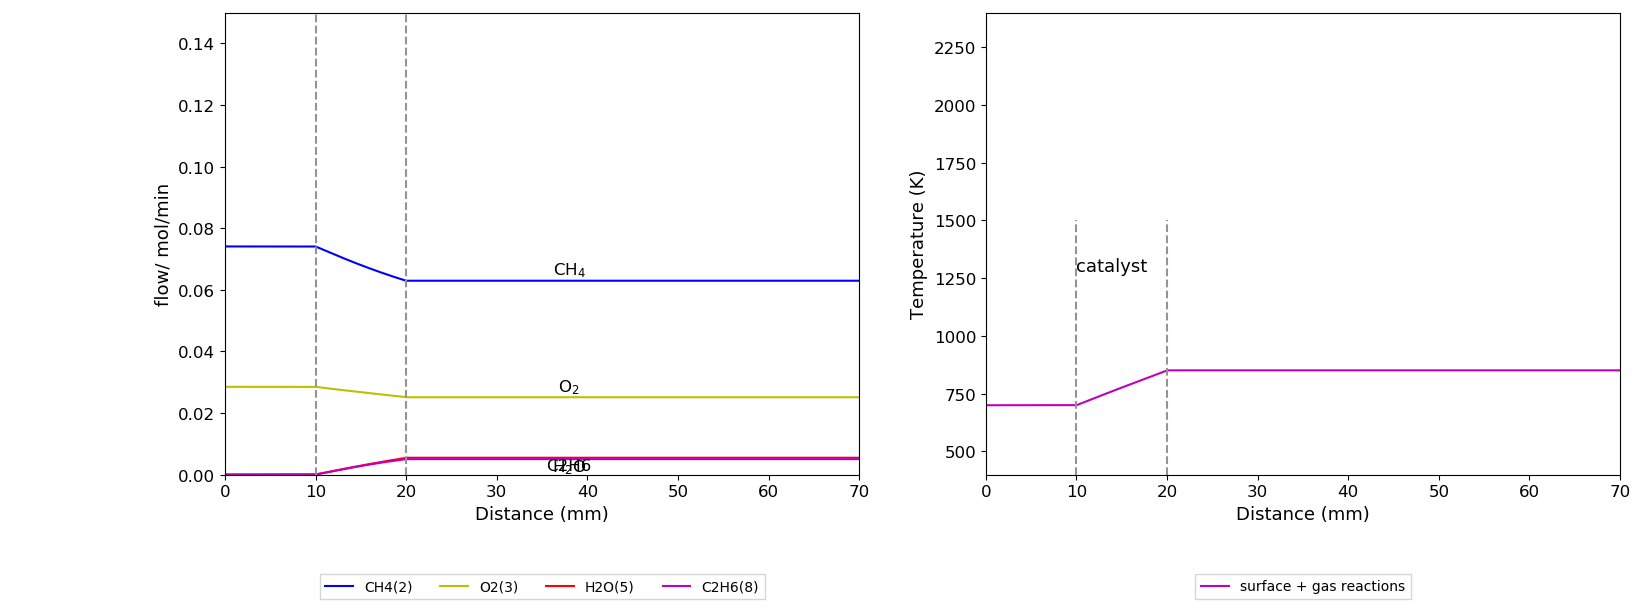 0.14
0.12
0.10
0.08
0.06
0.04
0.02
0.00
flow/ mol/min
CH₄
O₂
C2H6
H₂O
0 10 20 30 40 50 60 70
Distance (mm)
CH4(2) O2(3) H2O(5) C2H6(8)
2250
2000
1750
1500
1250
1000
750
500
Temperature (K)
catalyst
0 10 20 30 40 50 60 70
Distance (mm)
surface + gas reactions